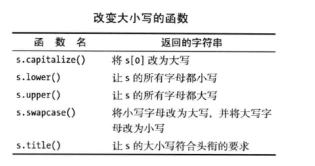 改变大小写的函数
函 数 名 返回的字符串
s.capitalize() 将 s[0] 改为大写
s.lower() 让 s 的所有字母都小写
s.upper() 让 s 的所有字母都大写
s.swapcase() 将小写字母改为大写，并将大写字
母改为小写
s.title() 让 s 的大小写符合头衔的要求